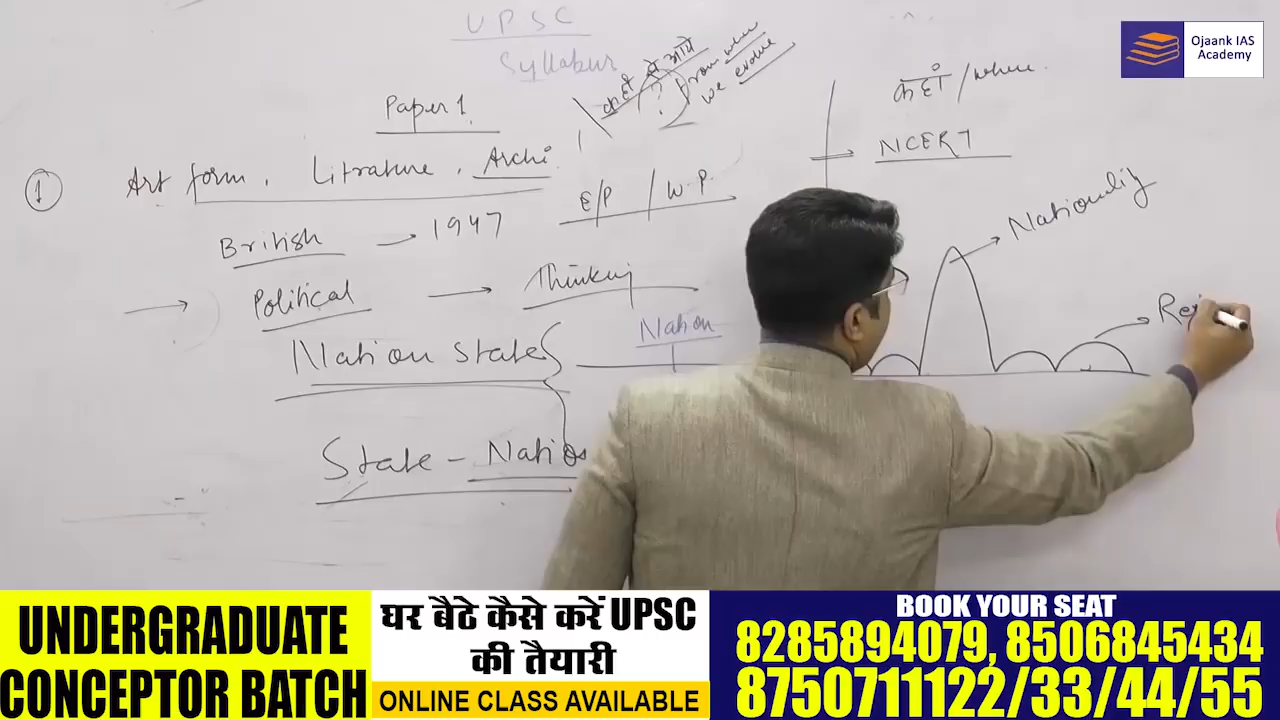 UPSC
Syllabus
Ojaank IAS
Academy
Paper 1
कहाँ से आये
?
from where
we evolve
कहाँ / where
NCERT
① Art form, Litrature, Archi
E/P / W.P.
British → 1947
Political → Thinking
Nation State
Nation
State - Nation
Nationality
Re
UNDERGRADUATE
CONCEPTOR BATCH
घर बैठे कैसे करें UPSC
की तैयारी
ONLINE CLASS AVAILABLE
BOOK YOUR SEAT
8285894079, 8506845434
8750711122/33/44/55